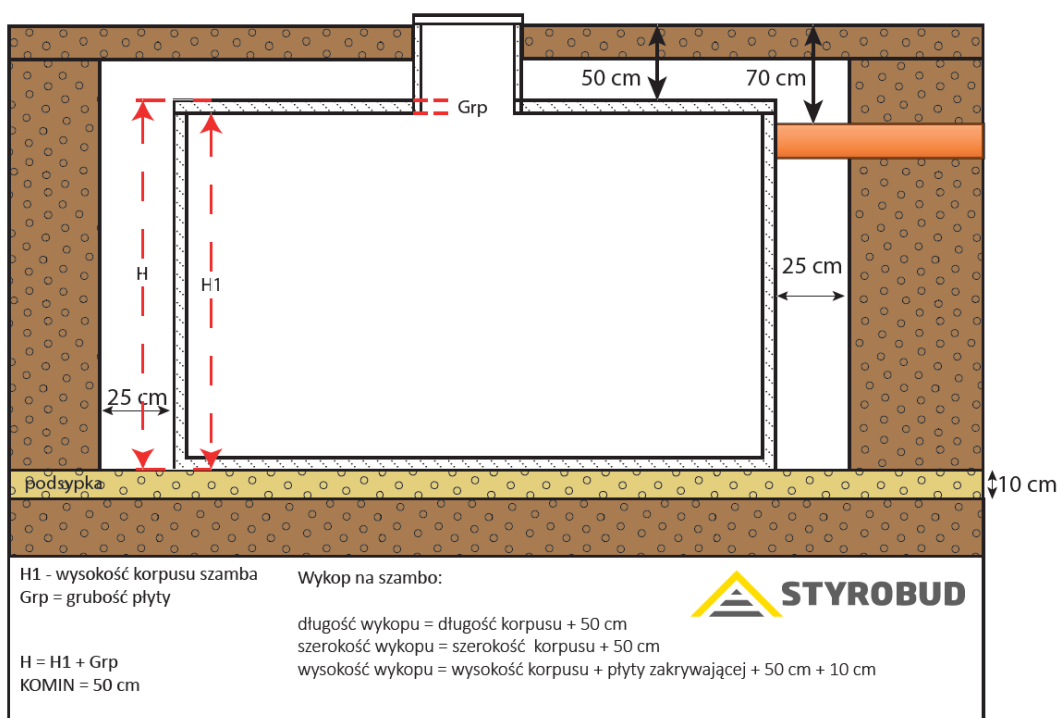 50 cm
70 cm
Grp
H
H1
25 cm
25 cm
podsypka
10 cm
H1 - wysokość korpusu szamba
Grp = grubość płyty
H = H1 + Grp
KOMIN = 50 cm
Wykop na szambo:
długość wykopu = długość korpusu + 50 cm
szerokość wykopu = szerokość korpusu + 50 cm
wysokość wykopu = wysokość korpusu + płyty zakrywającej + 50 cm + 10 cm
STYROBUD